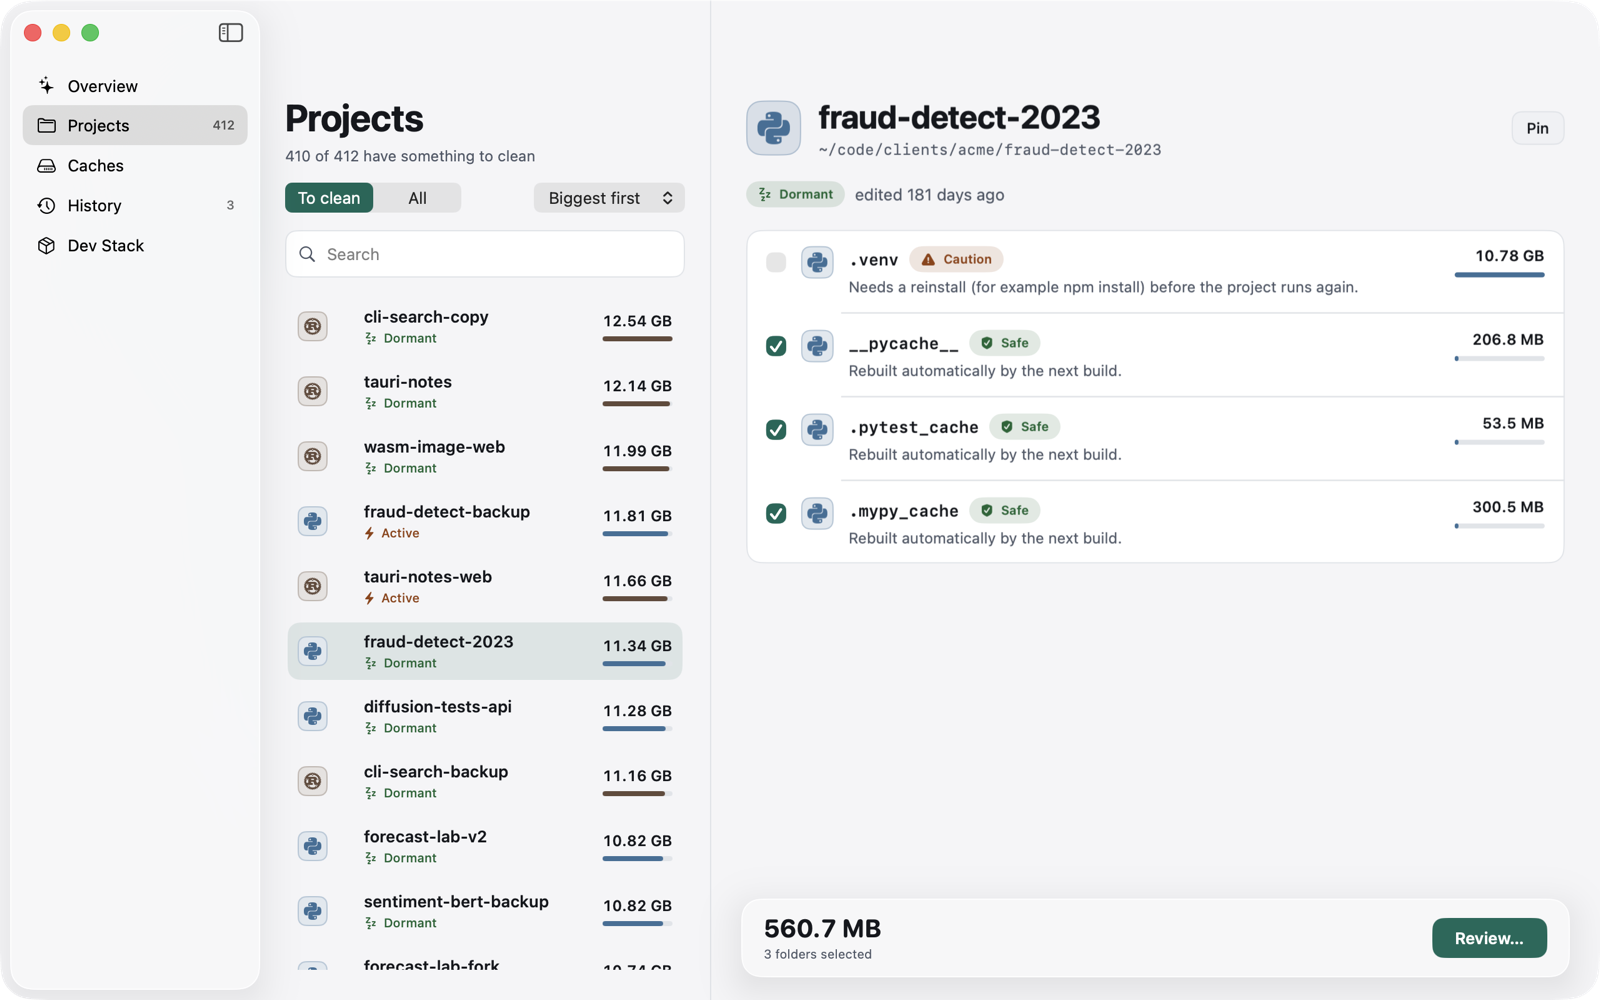 Overview
Projects 412
Caches
History 3
Dev Stack
Projects
410 of 412 have something to clean
To clean All Biggest first
Search
cli-search-copy 12.54 GB
Dormant
tauri-notes 12.14 GB
Dormant
wasm-image-web 11.99 GB
Dormant
fraud-detect-backup 11.81 GB
Active
tauri-notes-web 11.66 GB
Active
fraud-detect-2023 11.34 GB
Dormant
diffusion-tests-api 11.28 GB
Dormant
cli-search-backup 11.16 GB
Dormant
forecast-lab-v2 10.82 GB
Dormant
sentiment-bert-backup 10.82 GB
Dormant
forecast-lab-fork 10.74 GB
fraud-detect-2023
~/code/clients/acme/fraud-detect-2023
Pin
Dormant edited 181 days ago
.venv Caution 10.78 GB
Needs a reinstall (for example npm install) before the project runs again.
__pycache__ Safe 206.8 MB
Rebuilt automatically by the next build.
.pytest_cache Safe 53.5 MB
Rebuilt automatically by the next build.
.mypy_cache Safe 300.5 MB
Rebuilt automatically by the next build.
560.7 MB
3 folders selected
Review...